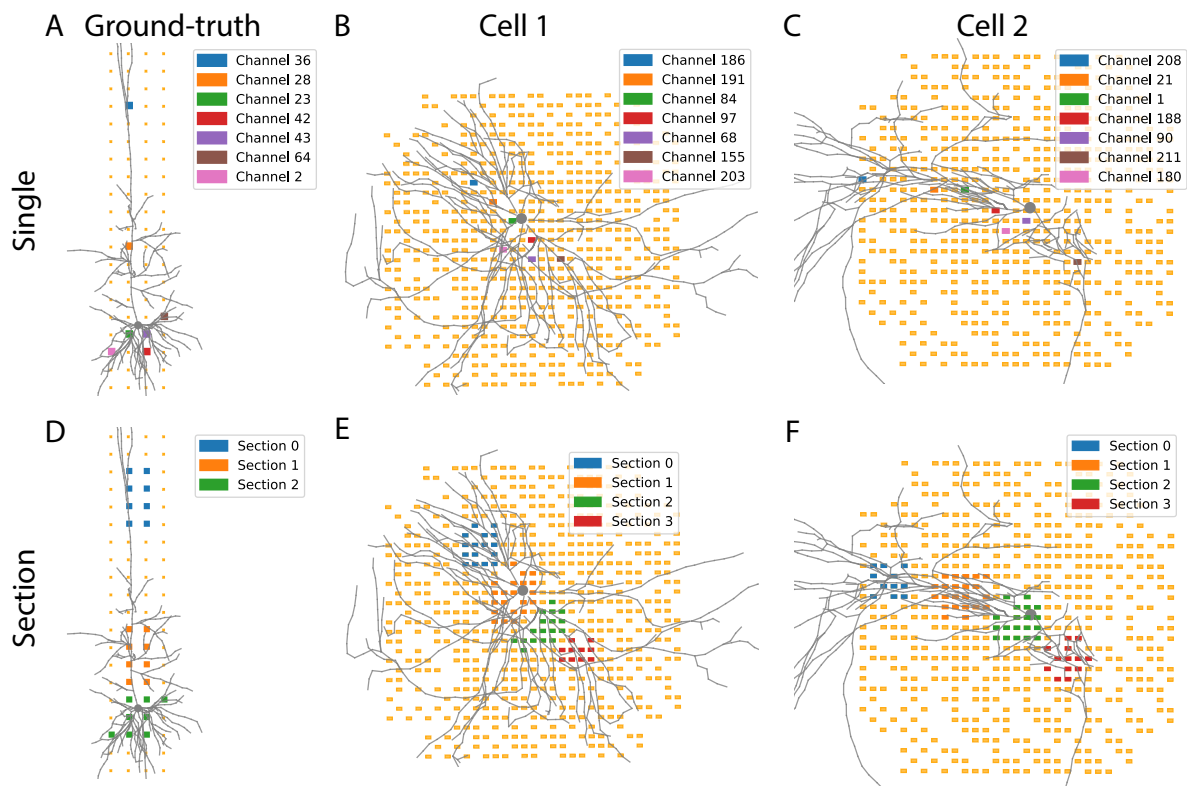 A Ground-truth
B Cell 1
C Cell 2
Single
Channel 36
Channel 28
Channel 23
Channel 42
Channel 43
Channel 64
Channel 2
Channel 186
Channel 191
Channel 84
Channel 97
Channel 68
Channel 155
Channel 203
Channel 208
Channel 21
Channel 1
Channel 188
Channel 90
Channel 211
Channel 180
Section
D
Section 0
Section 1
Section 2
E
Section 0
Section 1
Section 2
Section 3
F
Section 0
Section 1
Section 2
Section 3